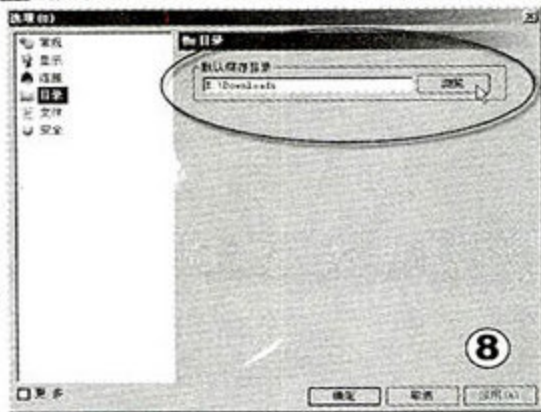 选项(O)
常规
显示
连接
目录
文件
安全
目录
默认保存目录
E:\Downloads
浏览
更多
确定
取消
应用(A)
⑧